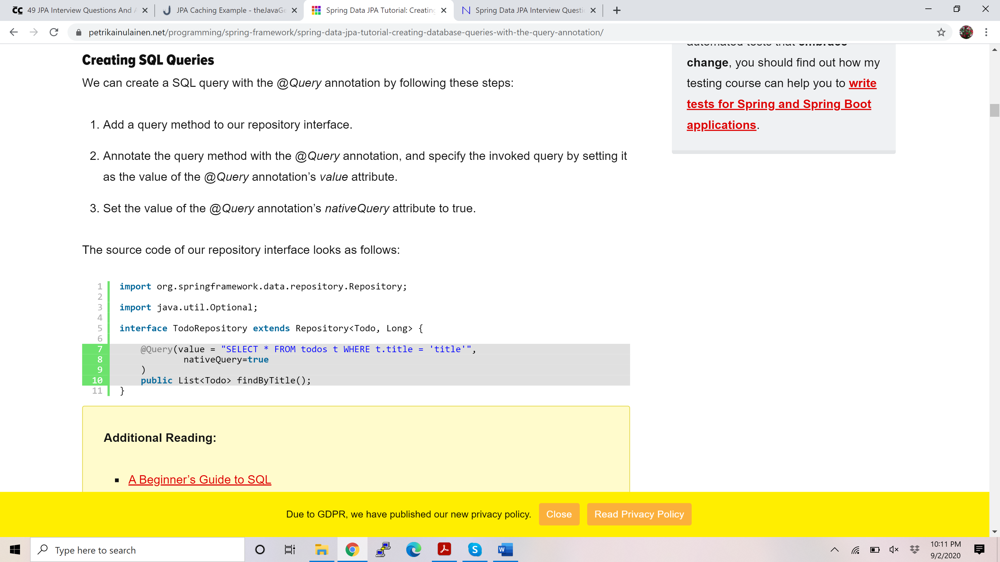 49 JPA Interview Questions And
JPA Caching Example - theJavaGe
Spring Data JPA Tutorial: Creating
Spring Data JPA Interview Questi
petrikainulainen.net/programming/spring-framework/spring-data-jpa-tutorial-creating-database-queries-with-the-query-annotation/
Creating SQL Queries
We can create a SQL query with the @Query annotation by following these steps:
1. Add a query method to our repository interface.
2. Annotate the query method with the @Query annotation, and specify the invoked query by setting it
as the value of the @Query annotation’s value attribute.
3. Set the value of the @Query annotation’s nativeQuery attribute to true.
The source code of our repository interface looks as follows:
1 import org.springframework.data.repository.Repository;
2
3 import java.util.Optional;
4
5 interface TodoRepository extends Repository<Todo, Long> {
6
7 @Query(value = "SELECT * FROM todos t WHERE t.title = 'title'",
8 nativeQuery=true
9 )
10 public List<Todo> findByTitle();
11 }
Additional Reading:
▪ A Beginner’s Guide to SQL
automated tests that embrace
change, you should find out how my
testing course can help you to write
tests for Spring and Spring Boot
applications.
Due to GDPR, we have published our new privacy policy.
Close
Read Privacy Policy
Type here to search
10:11 PM
9/2/2020